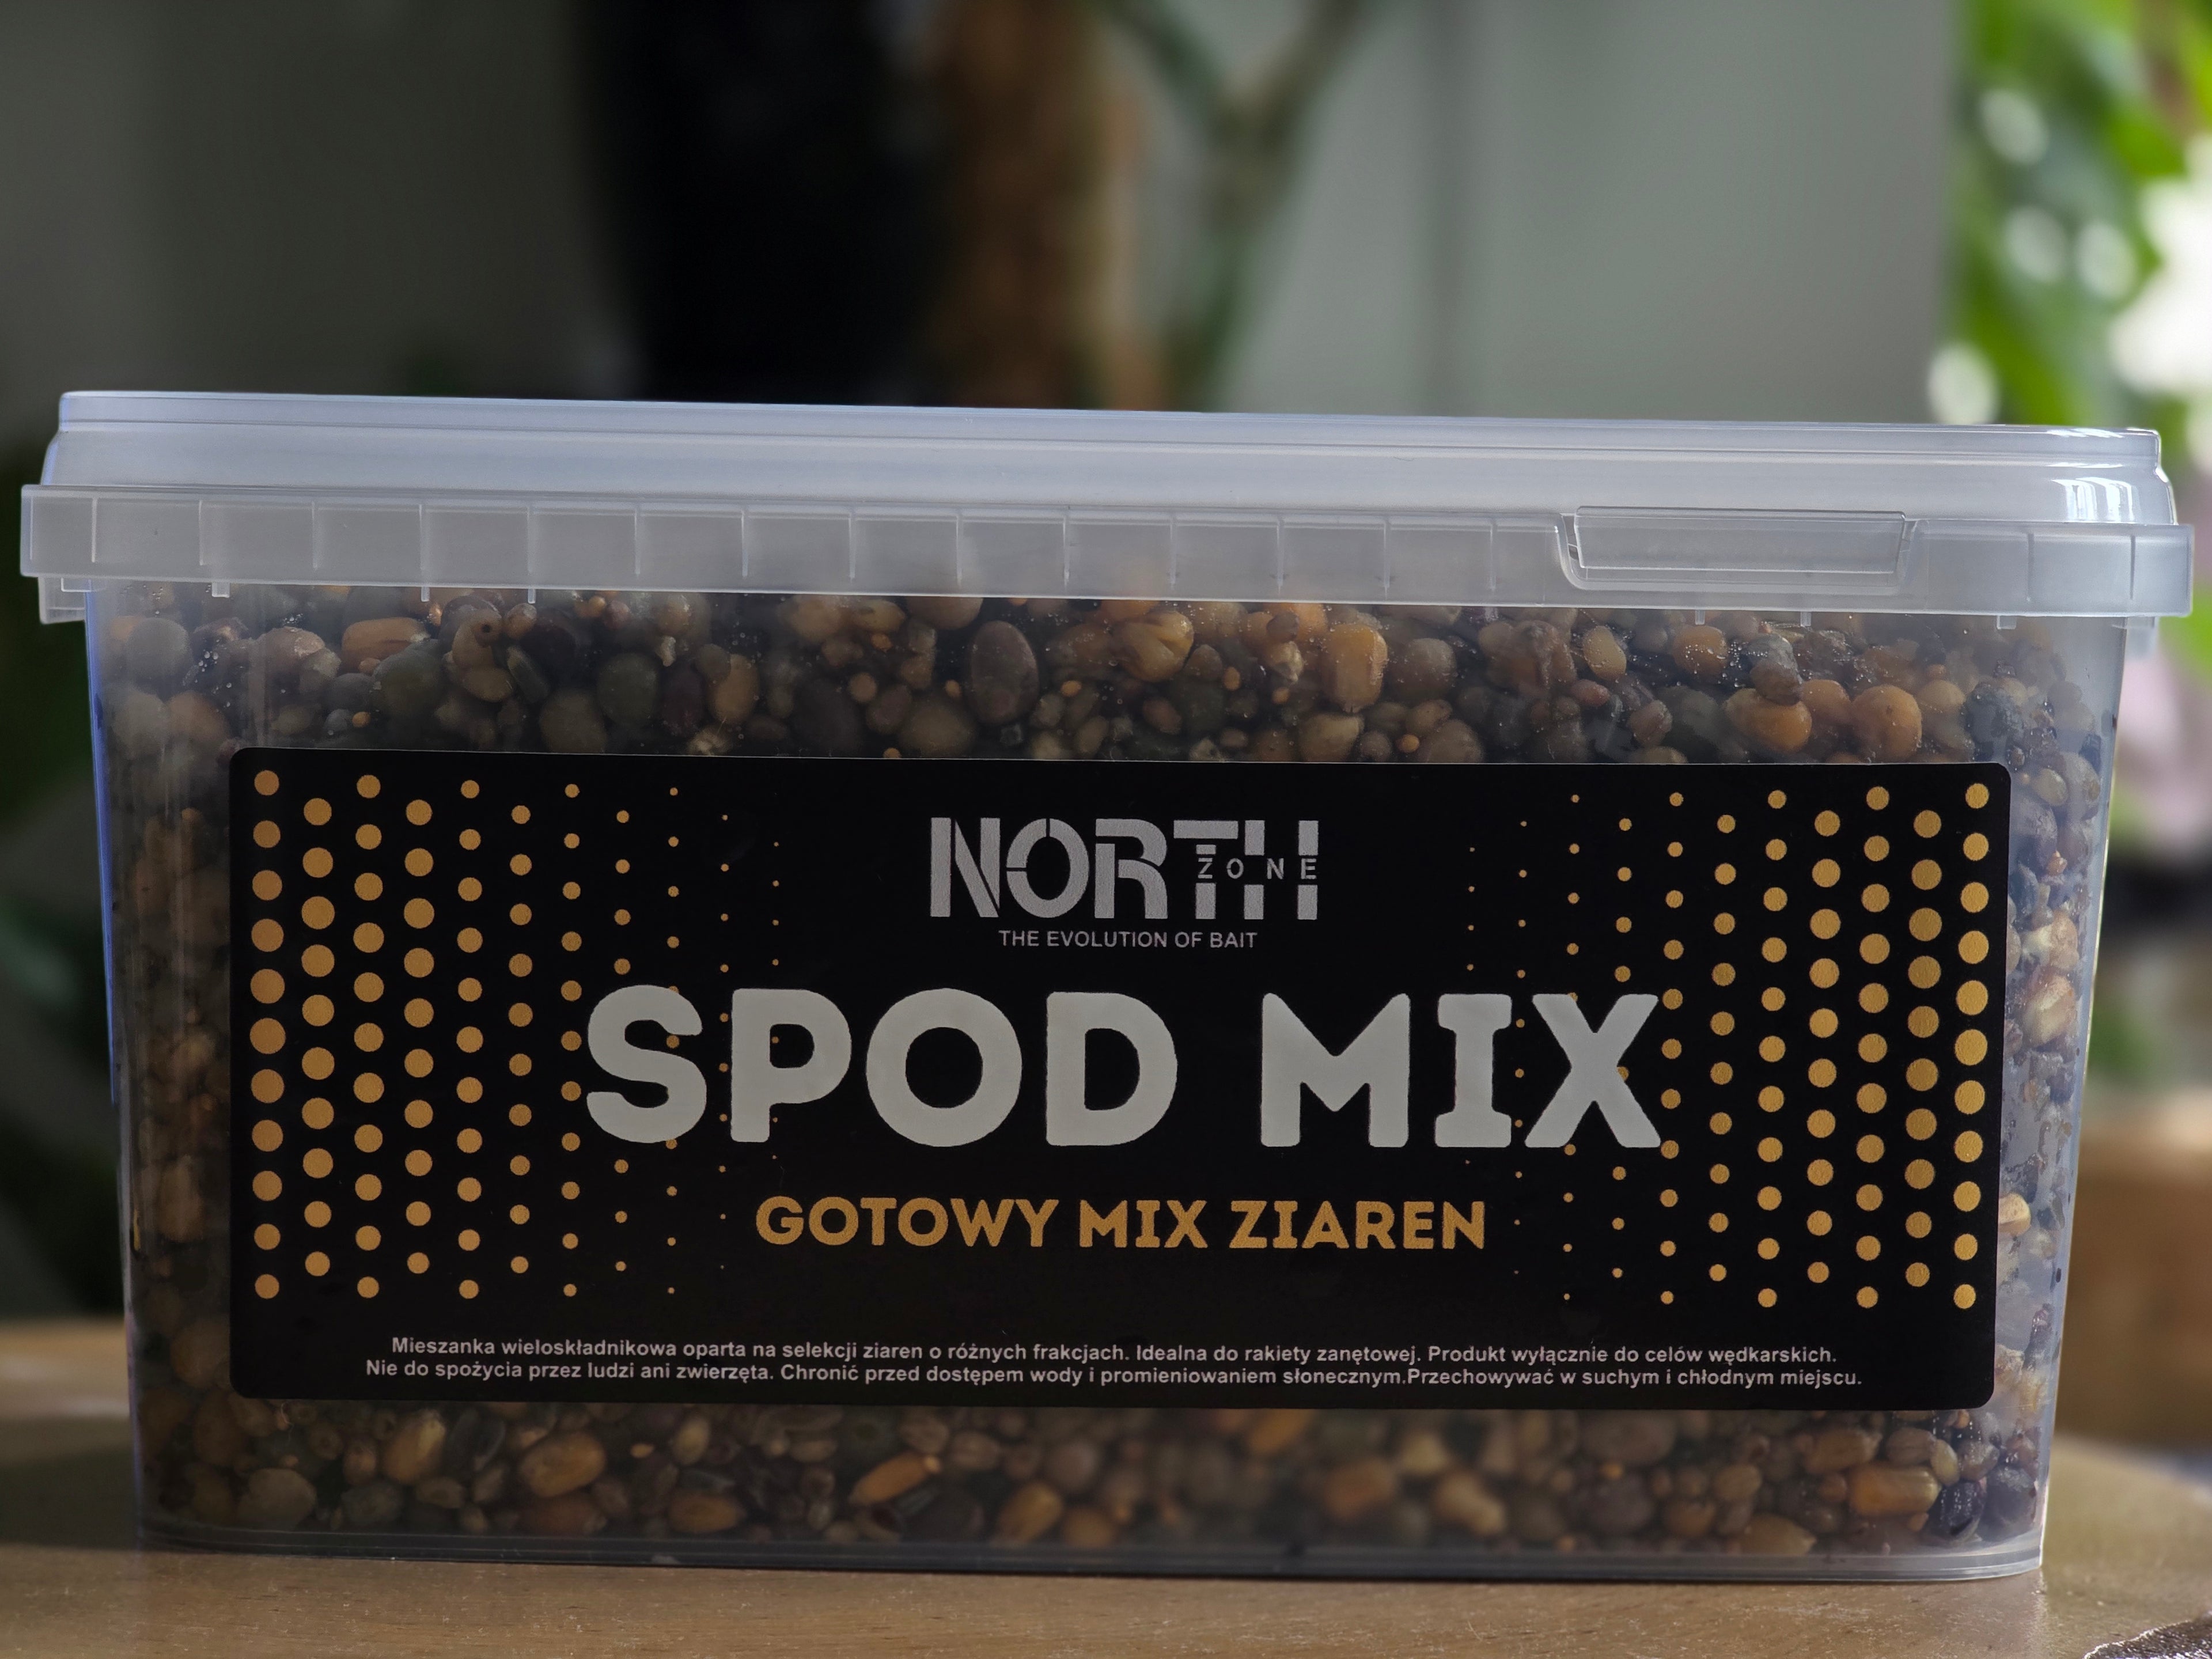 NORTH
ZONE
THE EVOLUTION OF BAIT
SPOD MIX
GOTOWY MIX ZIAREN
Mieszanka wieloskładnikowa oparta na selekcji ziaren o różnych frakcjach. Idealna do rakiety zanętowej. Produkt wyłącznie do celów wędkarskich.
Nie do spożycia przez ludzi ani zwierzęta. Chronić przed dostępem wody i promieniowaniem słonecznym.Przechowywać w suchym i chłodnym miejscu.